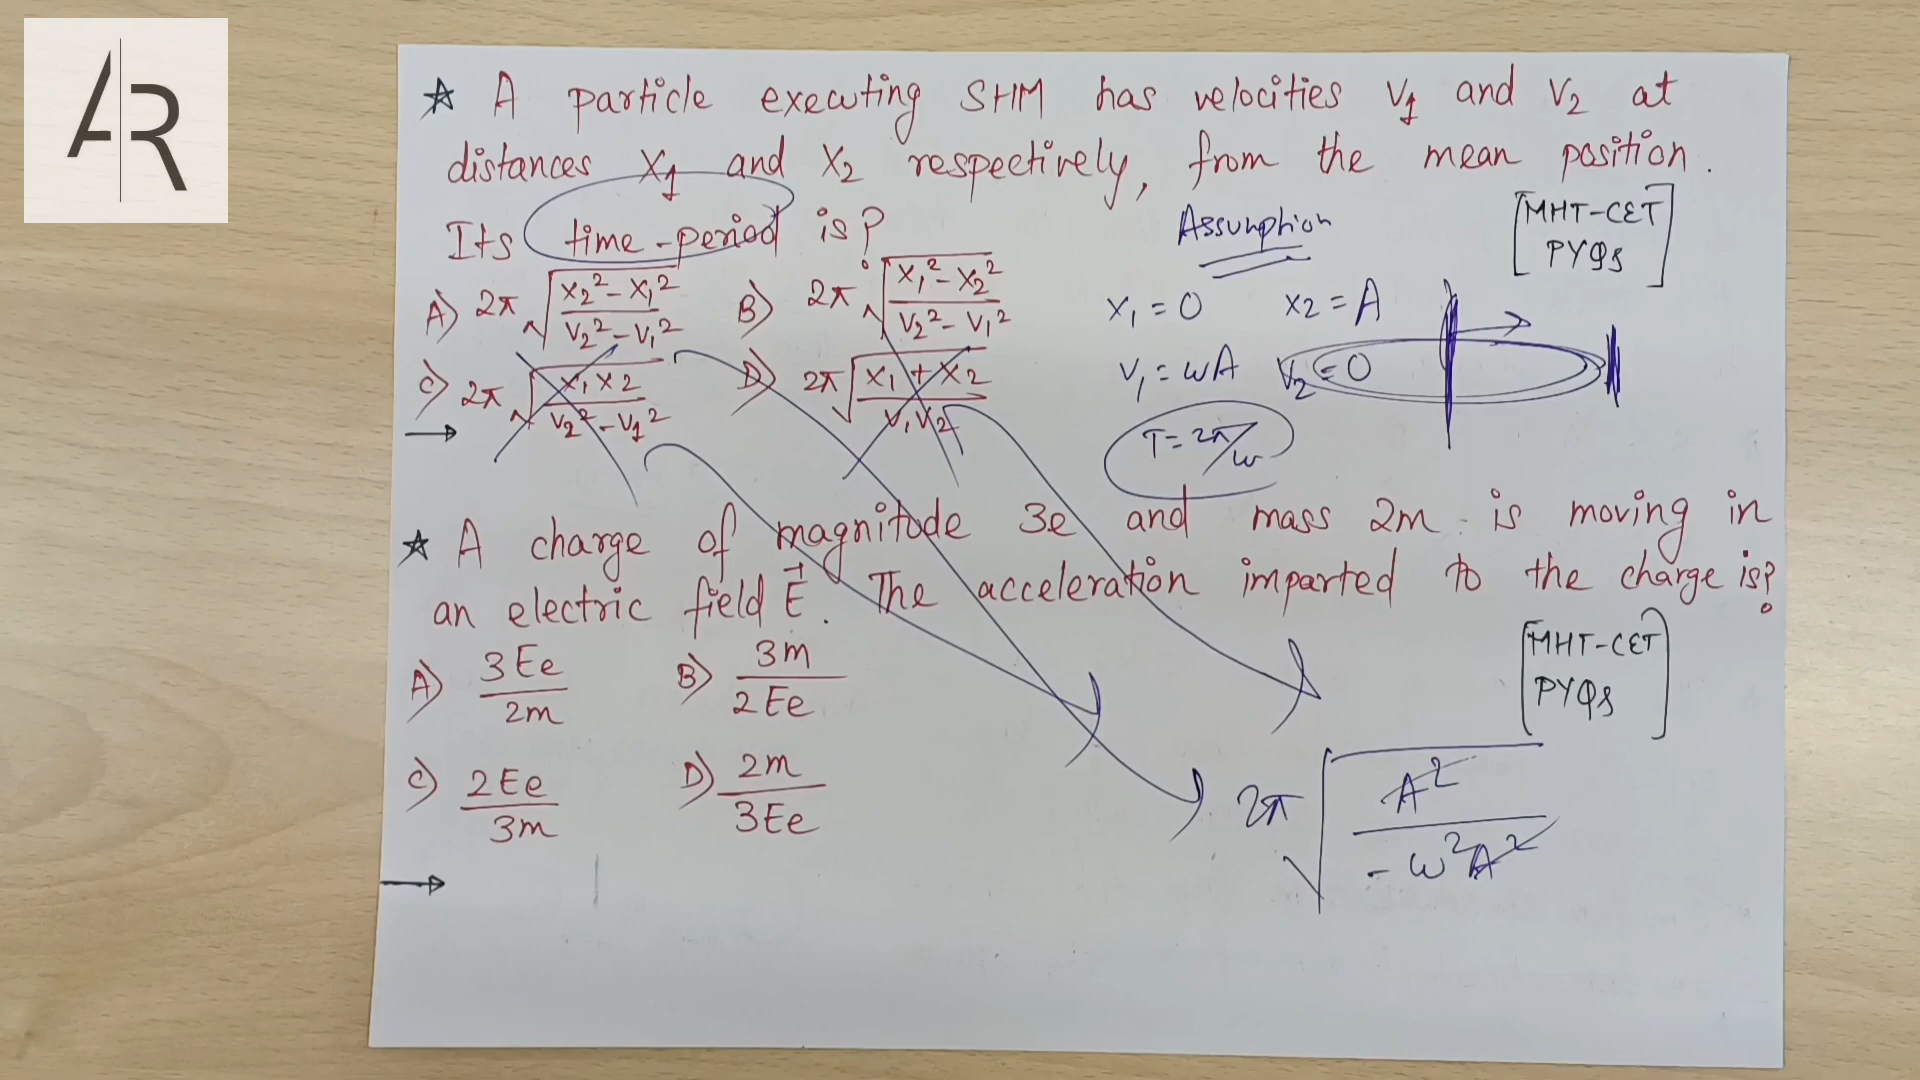 AR
☆ A particle executing SHM has velocities V₁ and V₂ at
distances X₁ and X₂ respectively, from the mean position.
Its time-period is?
Assumption
[MHT-CET
PYQs]
A) 2π √((X₂² - X₁²)/(V₂² - V₁²)) B) 2π √((X₁² - X₂²)/(V₂² - V₁²))
X₁ = 0 X₂ = A
C) 2π √((X₁X₂)/(V₂² - V₁²)) D) 2π √((X₁ + X₂)/(V₁V₂))
V₁ = ωA V₂ = 0
T = 2π/ω
→
☆ A charge of magnitude 3e and mass 2m is moving in
an electric field E⃗. The acceleration imparted to the charge is?
[MHT-CET
PYQs]
A) 3Ee/2m B) 3m/2Ee
C) 2Ee/3m D) 2m/3Ee
2π √(A²/-ω²A²)
→